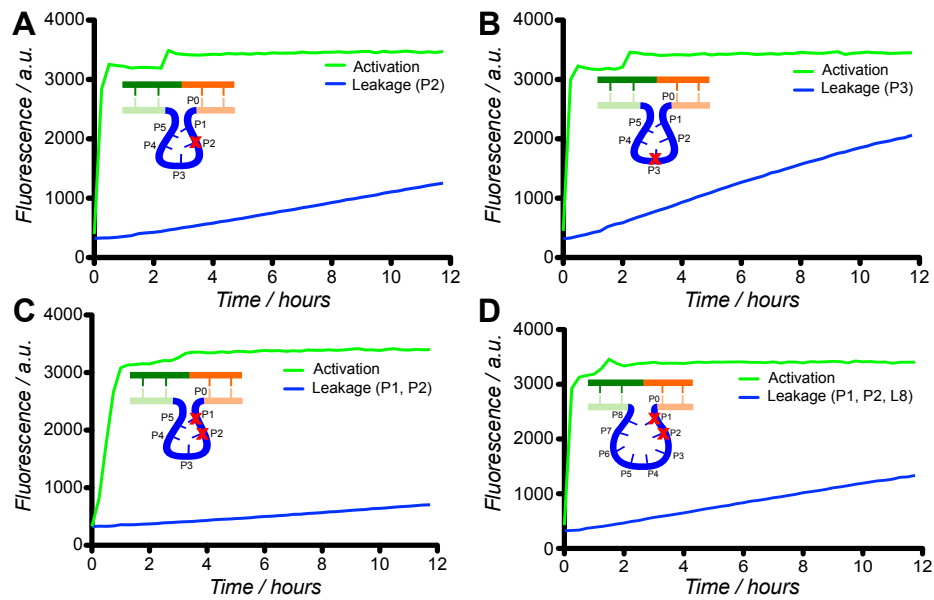 A
Fluorescence / a.u.
4000
3000
2000
1000
0
Activation
Leakage (P2)
P0
P1
P2
P3
P4
P5
0 2 4 6 8 10 12
Time / hours
B
Fluorescence / a.u.
4000
3000
2000
1000
0
Activation
Leakage (P3)
P0
P1
P2
P3
P4
P5
0 2 4 6 8 10 12
Time / hours
C
Fluorescence / a.u.
4000
3000
2000
1000
0
Activation
Leakage (P1, P2)
P0
P1
P2
P3
P4
P5
0 2 4 6 8 10 12
Time / hours
D
Fluorescence / a.u.
4000
3000
2000
1000
0
Activation
Leakage (P1, P2, L8)
P0
P1
P2
P3
P4
P5
P6
P7
P8
0 2 4 6 8 10 12
Time / hours